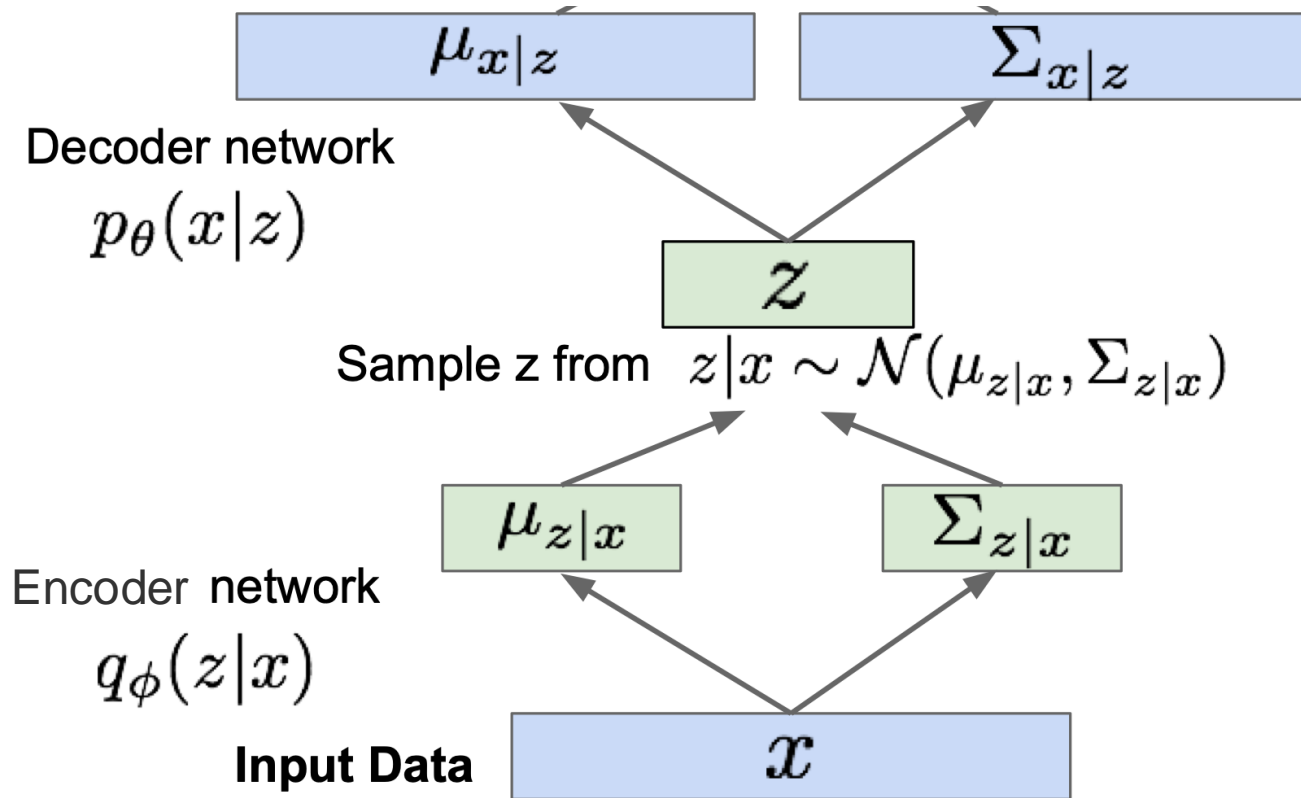 μ_{x|z} Σ_{x|z}
Decoder network
p_θ(x|z)
z
Sample z from z|x ∼ 𝒩(μ_{z|x}, Σ_{z|x})
μ_{z|x} Σ_{z|x}
Encoder network
q_ϕ(z|x)
Input Data x